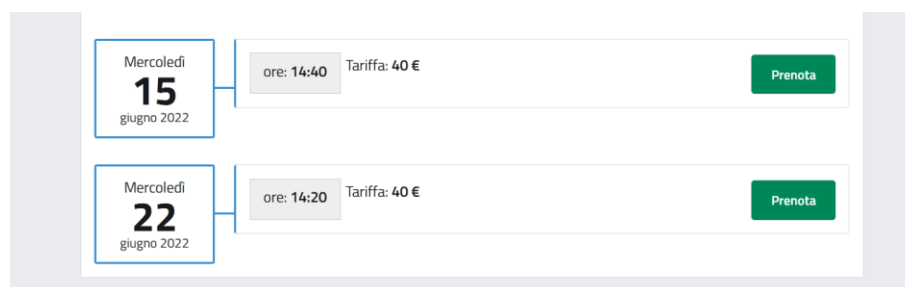 Mercoledì
15
giugno 2022
ore: 14:40
Tariffa: 40 €
Prenota
Mercoledì
22
giugno 2022
ore: 14:20
Tariffa: 40 €
Prenota